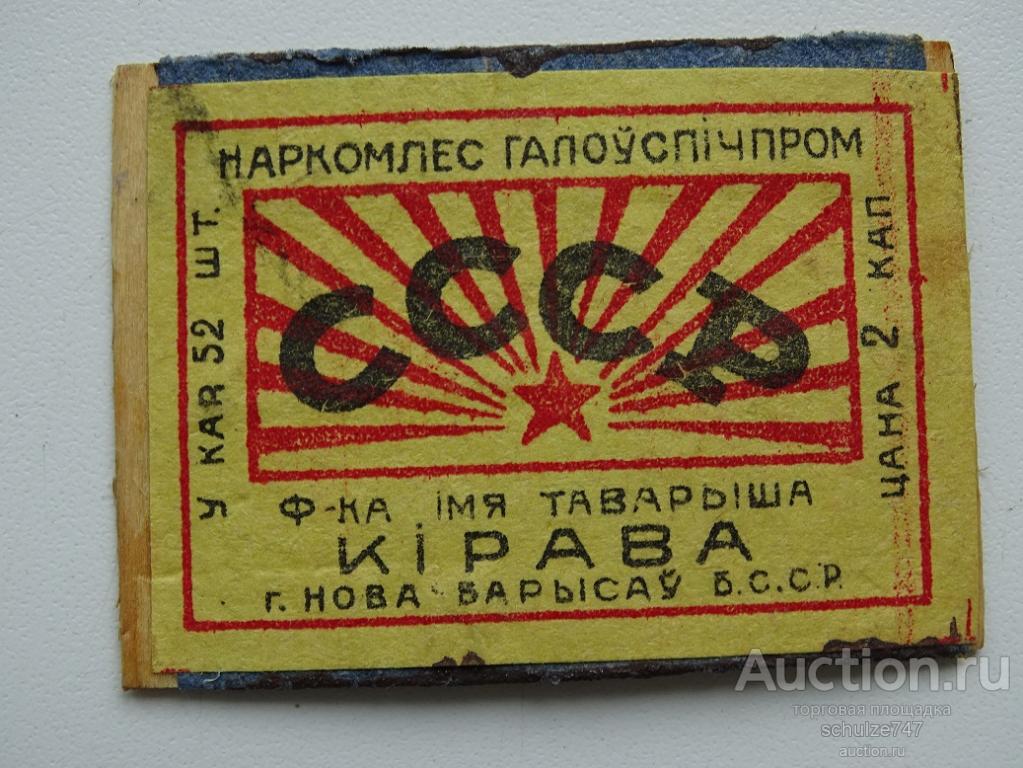 НАРКОМЛЕС ГАЛОЎСПІЧПРОМ
У КАЯ 52 ШТ.
СССР
ЦАНА 2 КАП
Ф-КА ІМЯ ТАВАРЫША
КІРАВА
г. НОВА БАРЫСАЎ Б.С.С.Р.
Auction.ru
торговая площадка
schulze747
auction.ru